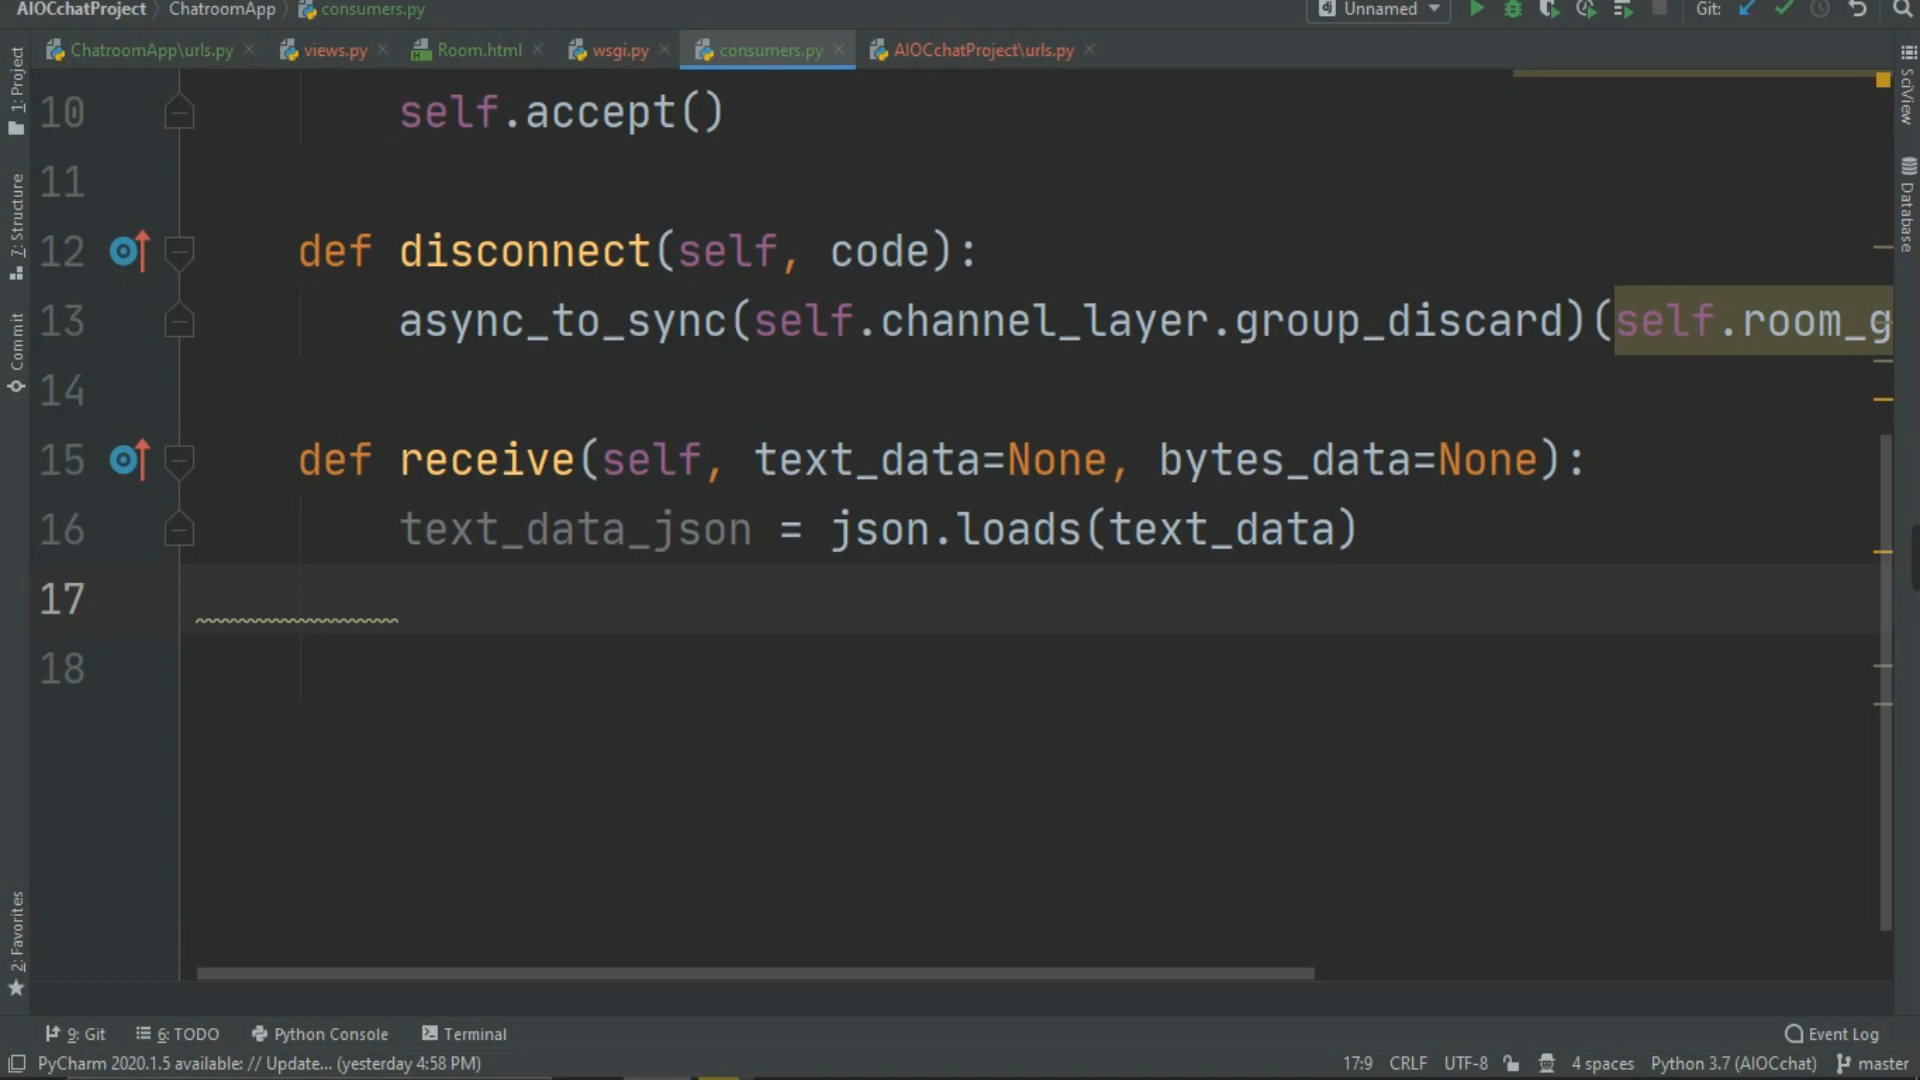 AIOCchatProject
ChatroomApp
consumers.py
Unnamed
Git:
ChatroomApp\urls.py
views.py
Room.html
wsgi.py
consumers.py
AIOCchatProject\urls.py
1: Project
7: Structure
Commit
2: Favorites
SciView
Database
10 self.accept()
11
12 def disconnect(self, code):
13 async_to_sync(self.channel_layer.group_discard)(self.room_g
14
15 def receive(self, text_data=None, bytes_data=None):
16 text_data_json = json.loads(text_data)
17
18
9: Git
6: TODO
Python Console
Terminal
Event Log
PyCharm 2020.1.5 available: // Update... (yesterday 4:58 PM)
17:9
CRLF
UTF-8
4 spaces
Python 3.7 (AIOCchat)
master